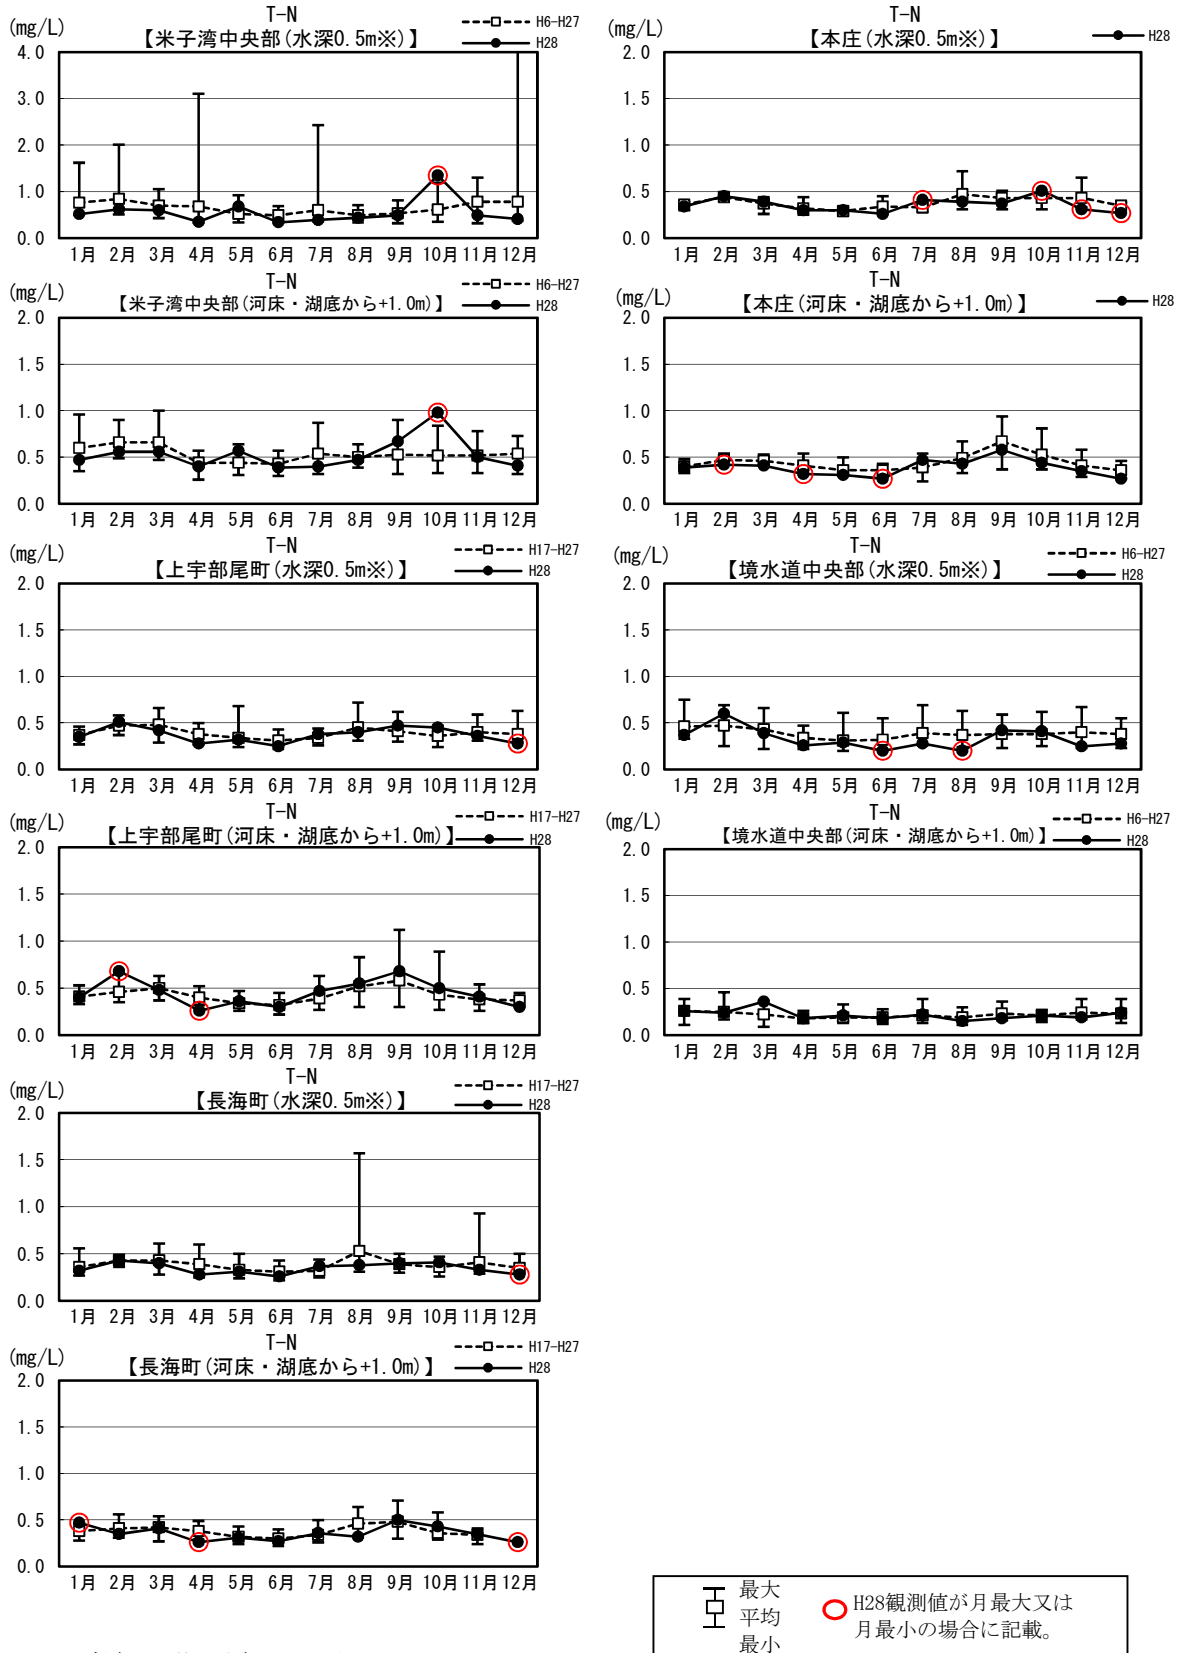 T-N
(mg/L)
【米子湾中央部(水深0.5m※)】
H6-H27
H28
4.0
3.0
2.0
1.0
0.0
1月 2月 3月 4月 5月 6月 7月 8月 9月 10月 11月 12月
T-N
(mg/L)
【本庄(水深0.5m※)】
H28
2.0
1.5
1.0
0.5
0.0
1月 2月 3月 4月 5月 6月 7月 8月 9月 10月 11月 12月
T-N
(mg/L)
【米子湾中央部(河床・湖底から+1.0m)】
H6-H27
H28
2.0
1.5
1.0
0.5
0.0
1月 2月 3月 4月 5月 6月 7月 8月 9月 10月 11月 12月
T-N
(mg/L)
【本庄(河床・湖底から+1.0m)】
H28
2.0
1.5
1.0
0.5
0.0
1月 2月 3月 4月 5月 6月 7月 8月 9月 10月 11月 12月
T-N
(mg/L)
【上宇部尾町(水深0.5m※)】
H17-H27
H28
2.0
1.5
1.0
0.5
0.0
1月 2月 3月 4月 5月 6月 7月 8月 9月 10月 11月 12月
T-N
(mg/L)
【境水道中央部(水深0.5m※)】
H6-H27
H28
2.0
1.5
1.0
0.5
0.0
1月 2月 3月 4月 5月 6月 7月 8月 9月 10月 11月 12月
T-N
(mg/L)
【上宇部尾町(河床・湖底から+1.0m)】
H17-H27
H28
2.0
1.5
1.0
0.5
0.0
1月 2月 3月 4月 5月 6月 7月 8月 9月 10月 11月 12月
T-N
(mg/L)
【境水道中央部(河床・湖底から+1.0m)】
H6-H27
H28
2.0
1.5
1.0
0.5
0.0
1月 2月 3月 4月 5月 6月 7月 8月 9月 10月 11月 12月
T-N
(mg/L)
【長海町(水深0.5m※)】
H17-H27
H28
2.0
1.5
1.0
0.5
0.0
1月 2月 3月 4月 5月 6月 7月 8月 9月 10月 11月 12月
T-N
(mg/L)
【長海町(河床・湖底から+1.0m)】
H17-H27
H28
2.0
1.5
1.0
0.5
0.0
1月 2月 3月 4月 5月 6月 7月 8月 9月 10月 11月 12月
最大
平均
最小
H28観測値が月最大又は
月最小の場合に記載。